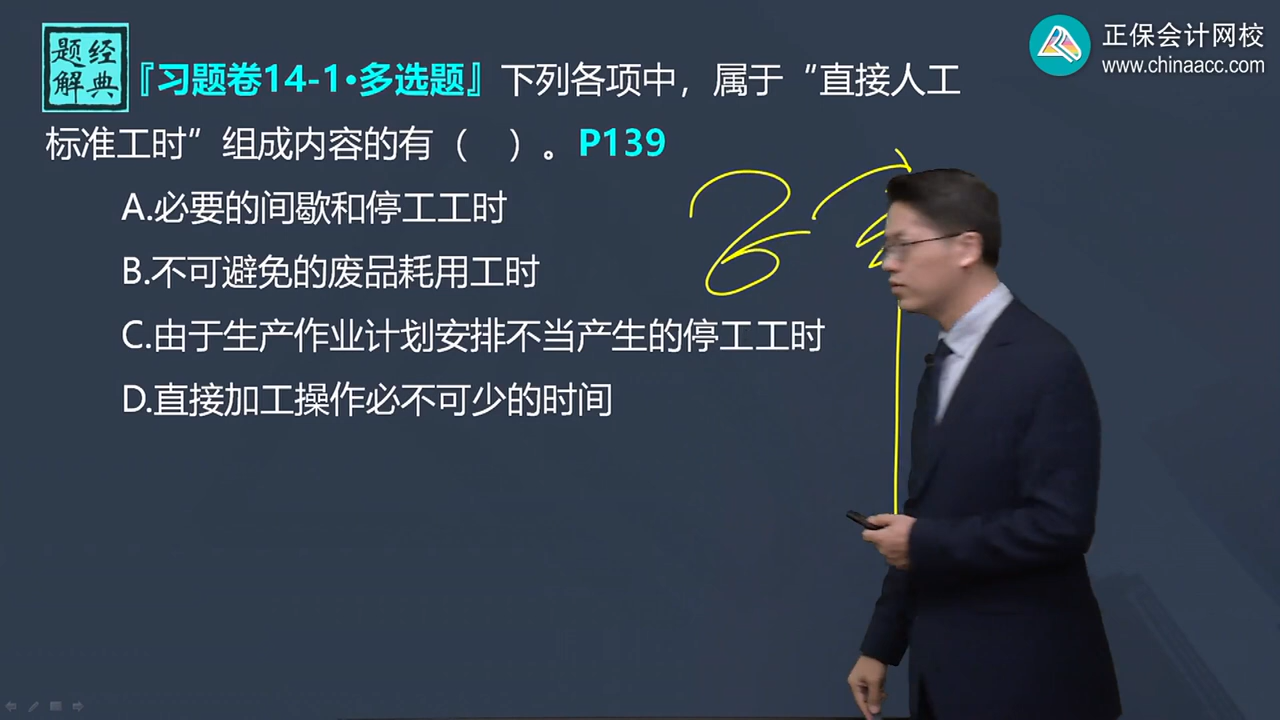 经典题解
『习题卷14-1·多选题』下列各项中，属于“直接人工
标准工时”组成内容的有（ ）。P139
A.必要的间歇和停工工时
B.不可避免的废品耗用工时
C.由于生产作业计划安排不当产生的停工工时
D.直接加工操作必不可少的时间
正保会计网校
www.chinaacc.com